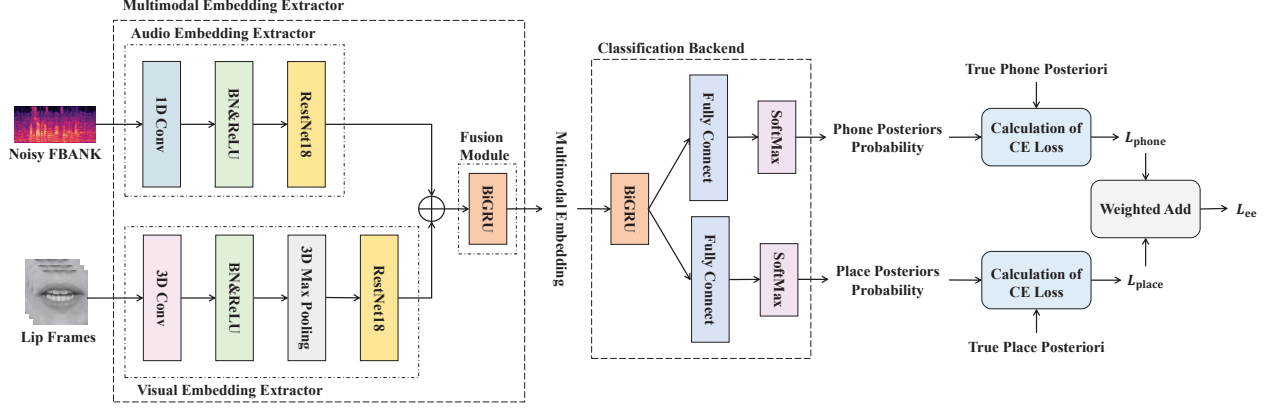 Multimodal Embedding Extractor
Audio Embedding Extractor
1D Conv
BN&ReLU
RestNet18
Noisy FBANK
Fusion
Module
BiGRU
3D Conv
BN&ReLU
3D Max Pooling
RestNet18
Lip Frames
Visual Embedding Extractor
Multimodal Embedding
Classification Backend
BiGRU
Fully Connect
SoftMax
Fully Connect
SoftMax
Phone Posteriors
Probability
Place Posteriors
Probability
True Phone Posteriori
Calculation of
CE Loss
L_phone
Weighted Add
L_ee
Calculation of
CE Loss
L_place
True Place Posteriori